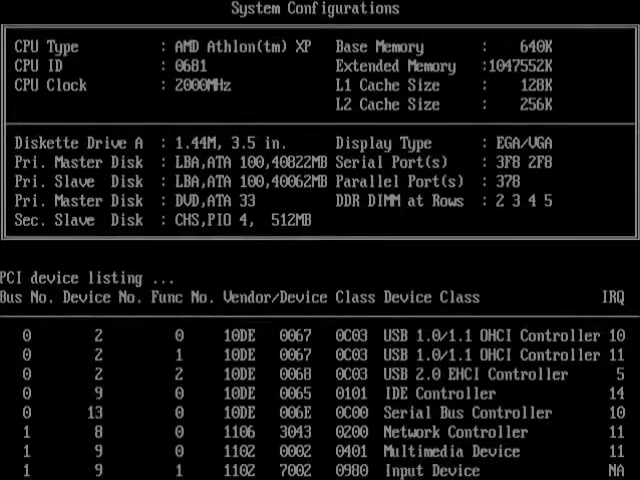 System Configurations
CPU Type : AMD Athlon(tm) XP Base Memory : 640K
CPU ID : 0681 Extended Memory :1047552K
CPU Clock : 2000MHz L1 Cache Size : 128K
L2 Cache Size : 256K
Diskette Drive A : 1.44M, 3.5 in. Display Type : EGA/VGA
Pri. Master Disk : LBA,ATA 100,40822MB Serial Port(s) : 3F8 2F8
Pri. Slave Disk : LBA,ATA 100,40062MB Parallel Port(s) : 378
Pri. Master Disk : DVD,ATA 33 DDR DIMM at Rows : 2 3 4 5
Sec. Slave Disk : CHS,PIO 4, 512MB
PCI device listing ...
Bus No. Device No. Func No. Vendor/Device Class Device Class IRQ
0 2 0 10DE 0067 0C03 USB 1.0/1.1 OHCI Controller 10
0 2 1 10DE 0067 0C03 USB 1.0/1.1 OHCI Controller 11
0 2 2 10DE 0068 0C03 USB 2.0 EHCI Controller 5
0 9 0 10DE 0065 0101 IDE Controller 14
0 13 0 10DE 006E 0C00 Serial Bus Controller 10
1 8 0 1106 3043 0200 Network Controller 11
1 9 0 1102 0002 0401 Multimedia Device 11
1 9 1 1102 7002 0980 Input Device NA